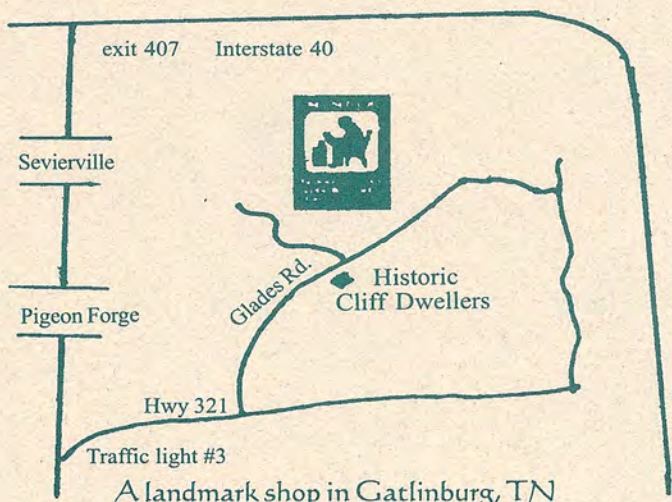 exit 407 Interstate 40
Sevierville
Glades Rd.
Historic
Cliff Dwellers
Pigeon Forge
Hwy 321
Traffic light #3
A landmark shop in Gatlinburg, TN